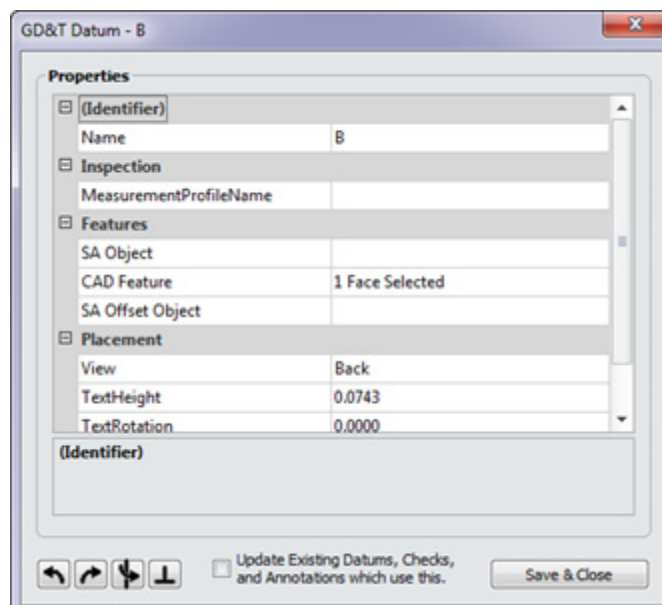 GD&T Datum - B
Properties
(Identifier)
Name B
Inspection
MeasurementProfileName
Features
SA Object
CAD Feature 1 Face Selected
SA Offset Object
Placement
View Back
TextHeight 0.0743
TextRotation 0.0000
(Identifier)
Update Existing Datums, Checks,
and Annotations which use this.
Save & Close